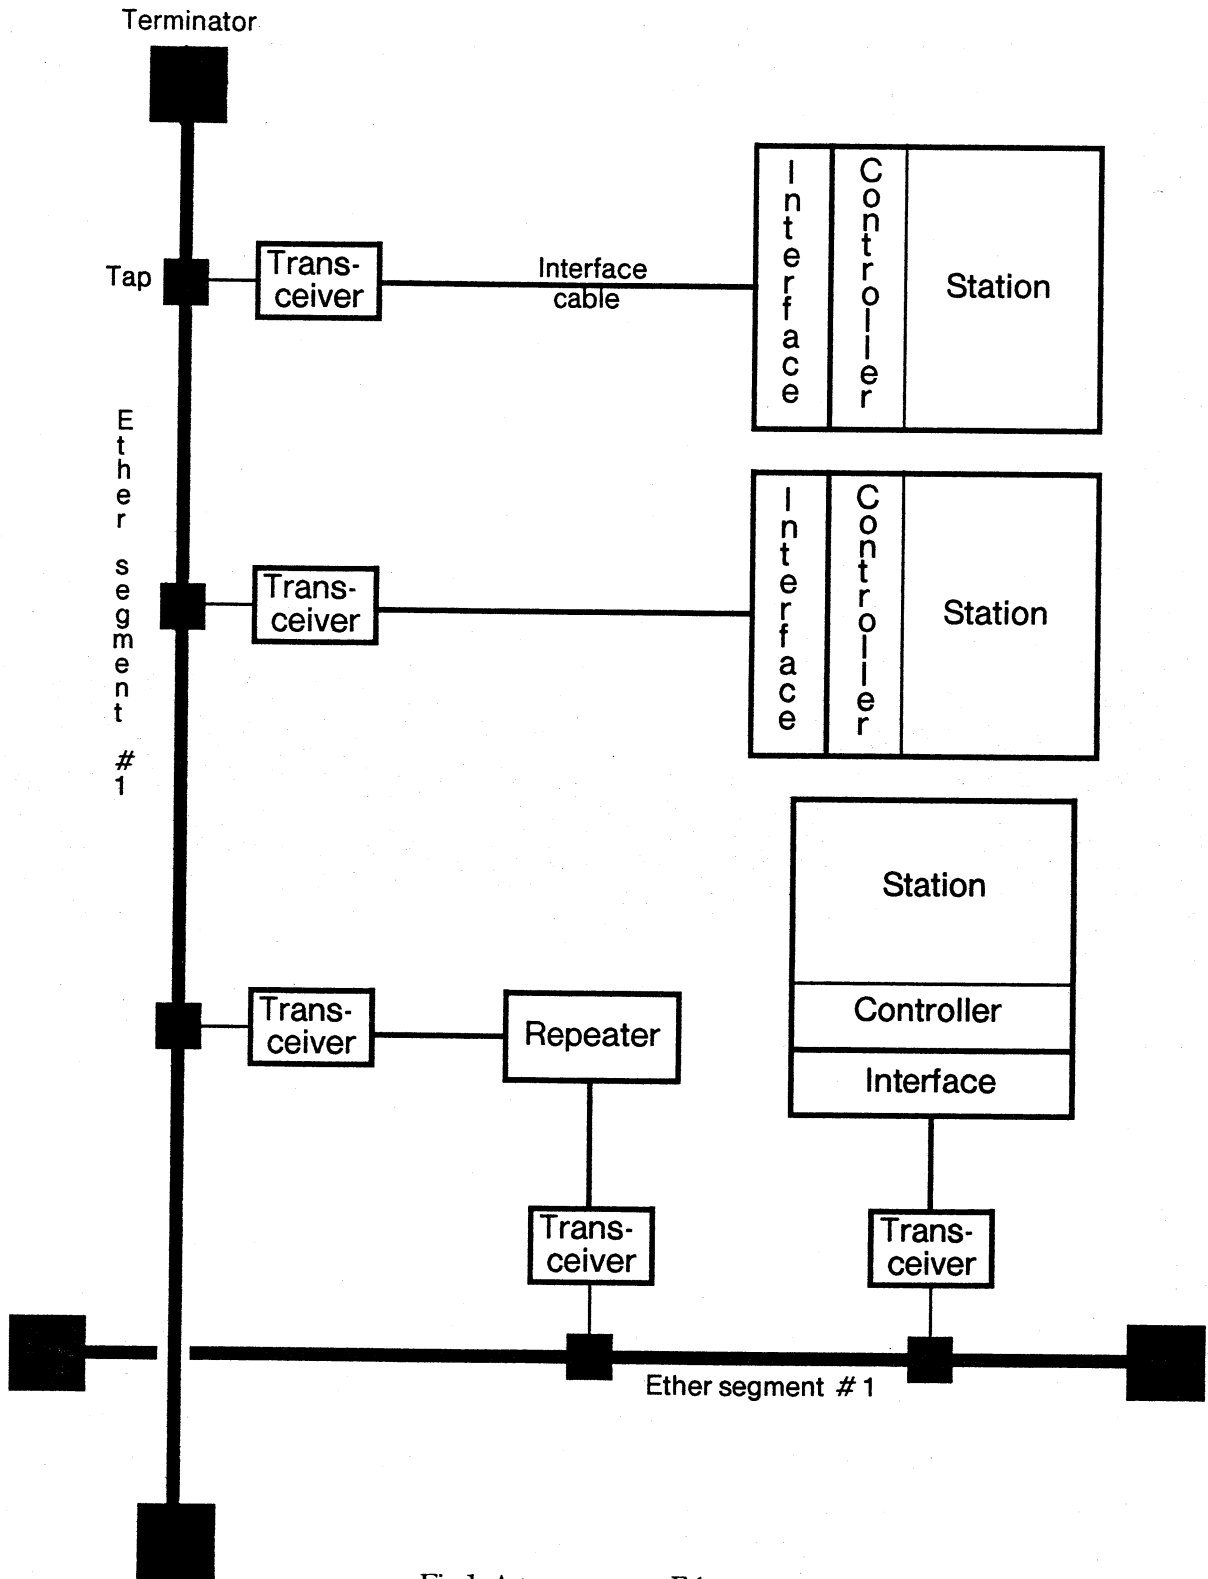 Terminator
Tap
Trans-
ceiver
Interface
cable
Interface
Controller
Station
Ether segment #1
Trans-
ceiver
Interface
Controller
Station
Station
Controller
Interface
Trans-
ceiver
Repeater
Trans-
ceiver
Trans-
ceiver
Ether segment #1